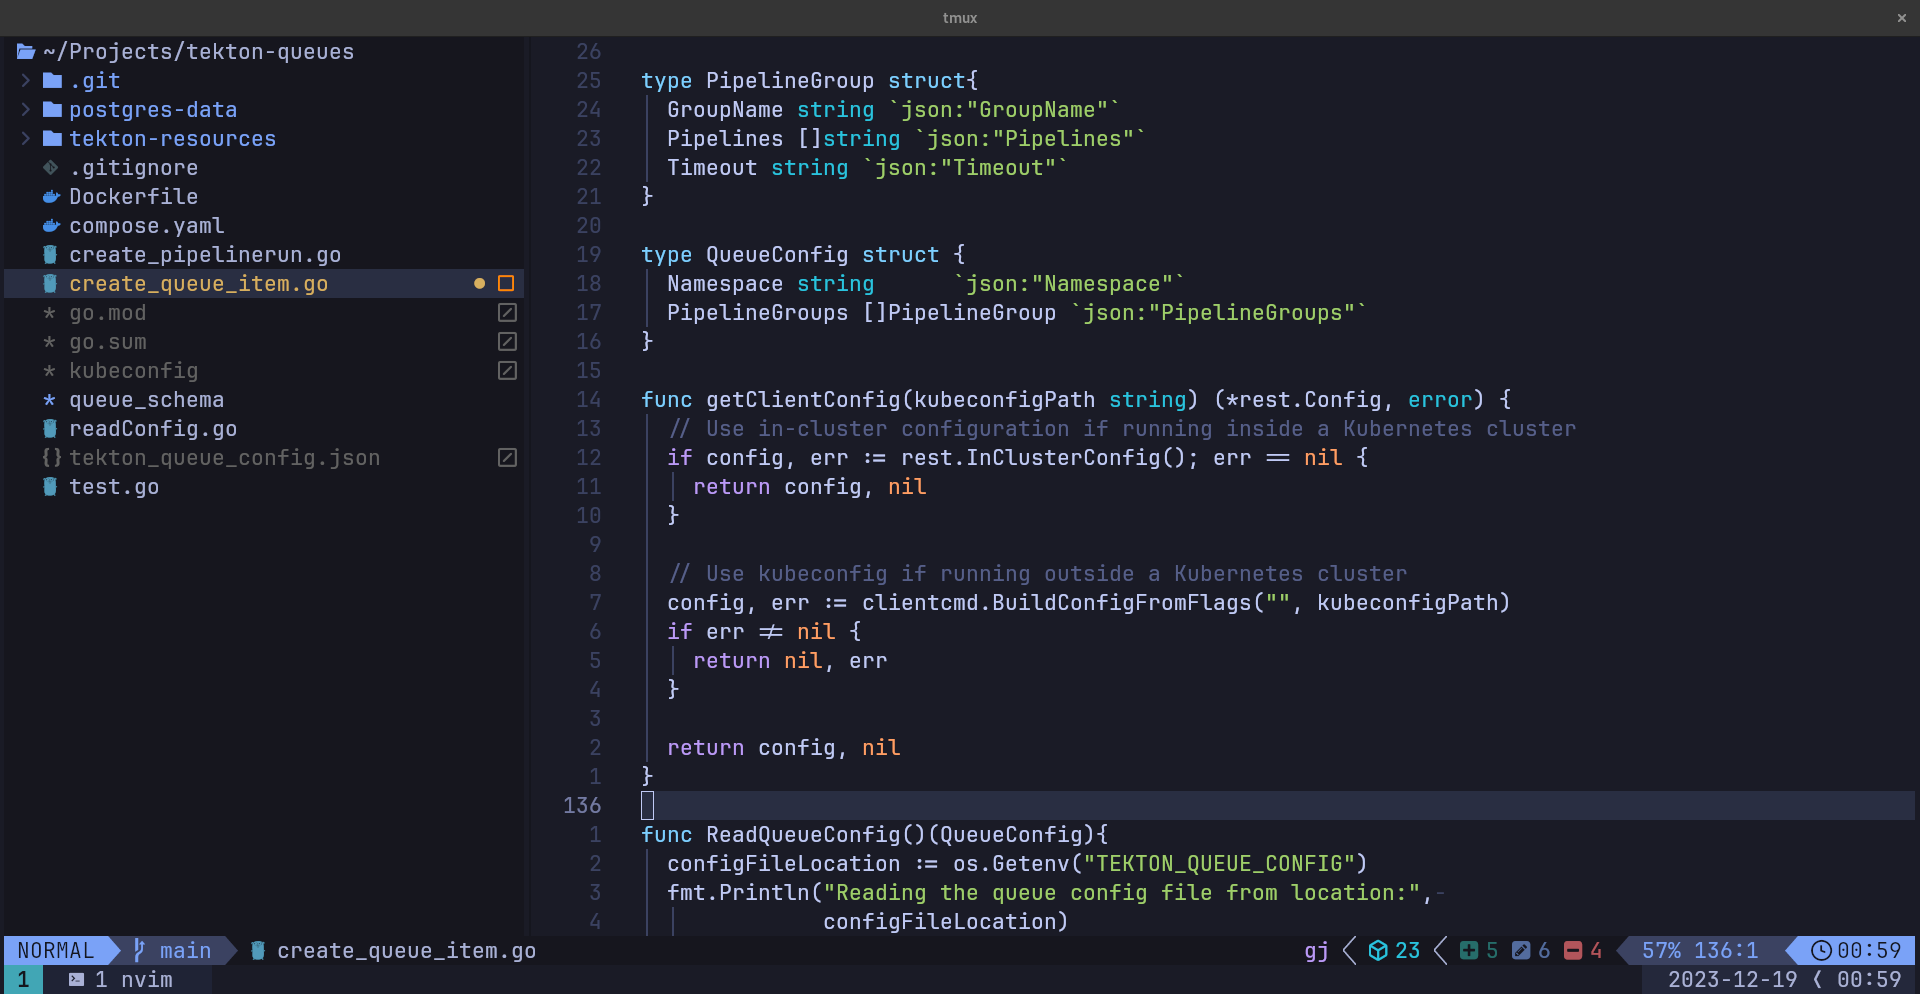 tmux ×
~/Projects/tekton-queues
.git
postgres-data
tekton-resources
.gitignore
Dockerfile
compose.yaml
create_pipelinerun.go
create_queue_item.go
* go.mod
* go.sum
* kubeconfig
* queue_schema
readConfig.go
{} tekton_queue_config.json
test.go
26
25 type PipelineGroup struct{
24 GroupName string `json:"GroupName"`
23 Pipelines []string `json:"Pipelines"`
22 Timeout string `json:"Timeout"`
21 }
20
19 type QueueConfig struct {
18 Namespace string `json:"Namespace"`
17 PipelineGroups []PipelineGroup `json:"PipelineGroups"`
16 }
15
14 func getClientConfig(kubeconfigPath string) (*rest.Config, error) {
13 // Use in-cluster configuration if running inside a Kubernetes cluster
12 if config, err := rest.InClusterConfig(); err == nil {
11 return config, nil
10 }
9
8 // Use kubeconfig if running outside a Kubernetes cluster
7 config, err := clientcmd.BuildConfigFromFlags("", kubeconfigPath)
6 if err != nil {
5 return nil, err
4 }
3
2 return config, nil
1 }
136
1 func ReadQueueConfig()(QueueConfig){
2 configFileLocation := os.Getenv("TEKTON_QUEUE_CONFIG")
3 fmt.Println("Reading the queue config file from location:",-
4 configFileLocation)
NORMAL main create_queue_item.go gj 23 5 6 4 57% 136:1 00:59
1 1 nvim 2023-12-19 00:59